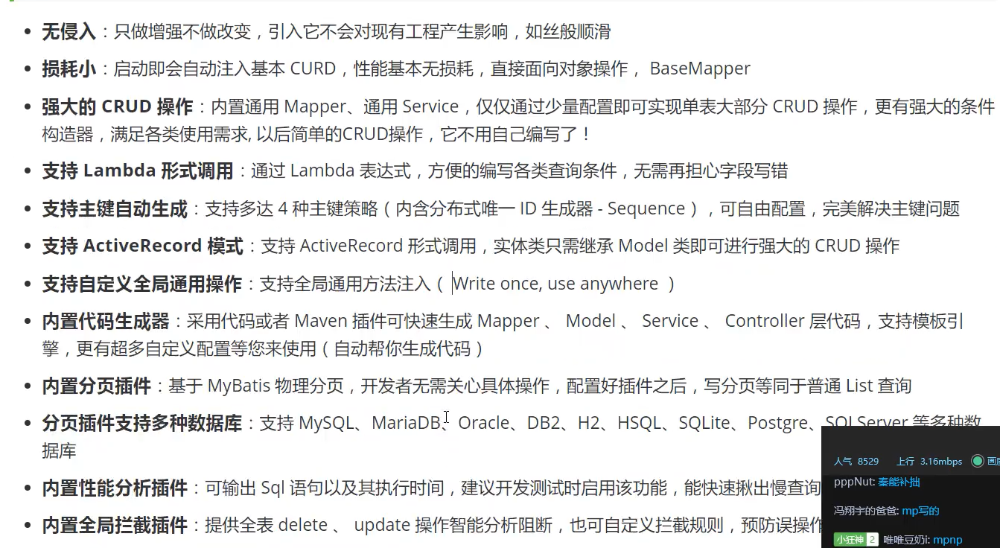 无侵入：只做增强不做改变，引入它不会对现有工程产生影响，如丝般顺滑
损耗小：启动即会自动注入基本 CURD，性能基本无损耗，直接面向对象操作， BaseMapper
强大的 CRUD 操作：内置通用 Mapper、通用 Service，仅仅通过少量配置即可实现单表大部分 CRUD 操作，更有强大的条件
构造器，满足各类使用需求, 以后简单的CRUD操作，它不用自己编写了！
支持 Lambda 形式调用：通过 Lambda 表达式，方便的编写各类查询条件，无需再担心字段写错
支持主键自动生成：支持多达 4 种主键策略（内含分布式唯一 ID 生成器 - Sequence），可自由配置，完美解决主键问题
支持 ActiveRecord 模式：支持 ActiveRecord 形式调用，实体类只需继承 Model 类即可进行强大的 CRUD 操作
支持自定义全局通用操作：支持全局通用方法注入（ Write once, use anywhere ）
内置代码生成器：采用代码或者 Maven 插件可快速生成 Mapper 、 Model 、 Service 、 Controller 层代码，支持模板引
擎，更有超多自定义配置等您来使用（自动帮你生成代码）
内置分页插件：基于 MyBatis 物理分页，开发者无需关心具体操作，配置好插件之后，写分页等同于普通 List 查询
分页插件支持多种数据库：支持 MySQL、MariaDB、Oracle、DB2、H2、HSQL、SQLite、Postgre、SQLServer 等多种数
据库
内置性能分析插件：可输出 Sql 语句以及其执行时间，建议开发测试时启用该功能，能快速揪出慢查询
内置全局拦截插件：提供全表 delete 、 update 操作智能分析阻断，也可自定义拦截规则，预防误操作
人气 8529 上行 3.16mbps
pppNut: 秦能补拙
冯翔宇的爸爸: mp写的
小狂神 2 唯唯豆奶i: mpnp